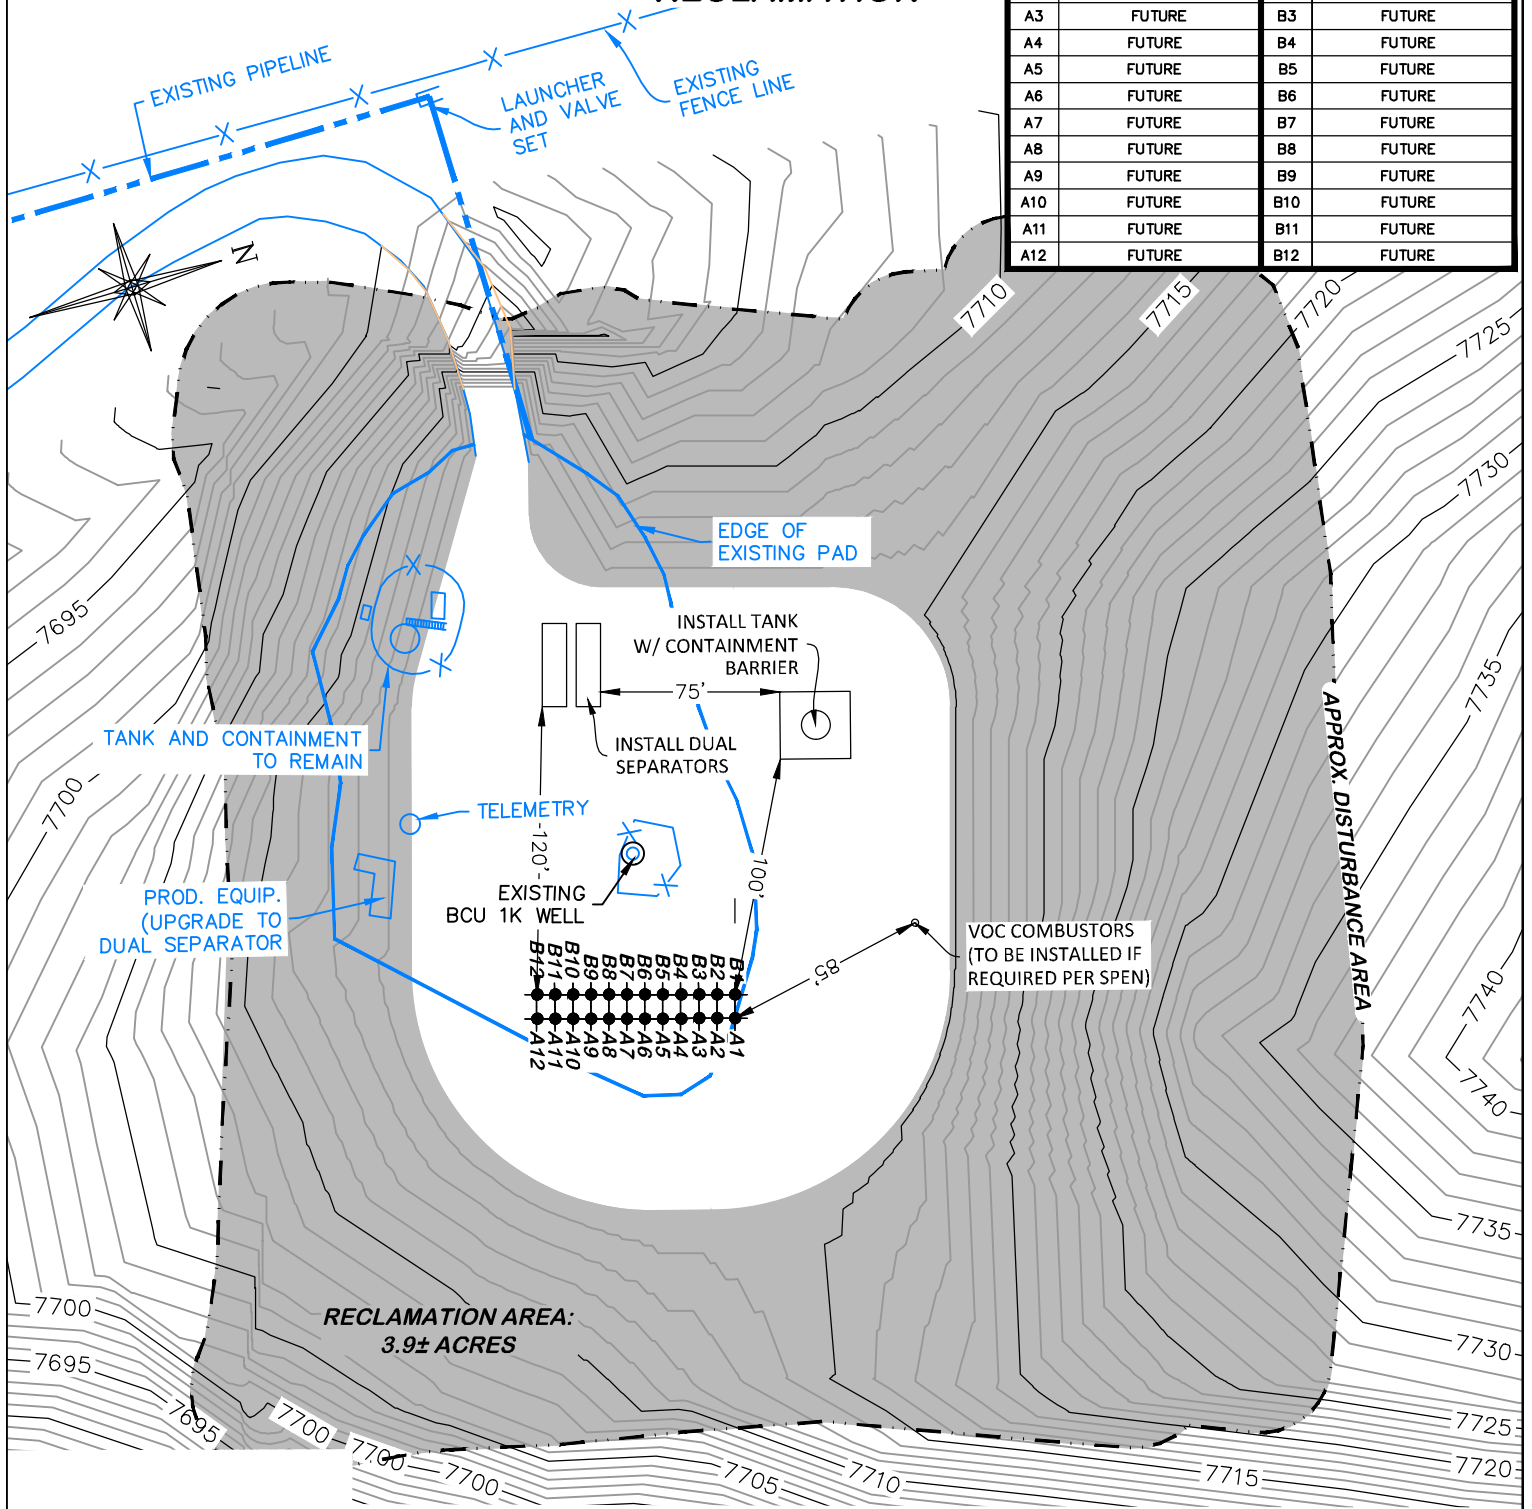 A3 FUTURE B3 FUTURE
A4 FUTURE B4 FUTURE
A5 FUTURE B5 FUTURE
A6 FUTURE B6 FUTURE
A7 FUTURE B7 FUTURE
A8 FUTURE B8 FUTURE
A9 FUTURE B9 FUTURE
A10 FUTURE B10 FUTURE
A11 FUTURE B11 FUTURE
A12 FUTURE B12 FUTURE
EXISTING PIPELINE
LAUNCHER
AND VALVE
SET
EXISTING
FENCE LINE
N
7710
7715
7720
7725
7730
7735
7740
7740
7735
7730
7725
7720
7715
7710
7705
7700
7700
7700
7695
7695
7700
7700
7695
EDGE OF
EXISTING PAD
INSTALL TANK
W/ CONTAINMENT
BARRIER
75'
INSTALL DUAL
SEPARATORS
TANK AND CONTAINMENT
TO REMAIN
TELEMETRY
120'
100'
85'
EXISTING
BCU 1K WELL
PROD. EQUIP.
(UPGRADE TO
DUAL SEPARATOR
VOC COMBUSTORS
(TO BE INSTALLED IF
REQUIRED PER SPEN)
APPROX. DISTURBANCE AREA
B12 B11 B10 B9 B8 B7 B6 B5 B4 B3 B2 B1
A12 A11 A10 A9 A8 A7 A6 A5 A4 A3 A2 A1
RECLAMATION AREA:
3.9± ACRES